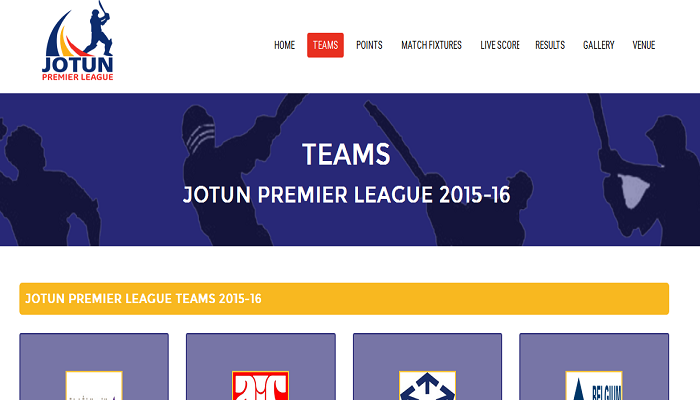 JOTUN
PREMIER LEAGUE
HOME TEAMS POINTS MATCH FIXTURES LIVE SCORE RESULTS GALLERY VENUE
TEAMS
JOTUN PREMIER LEAGUE 2015-16
JOTUN PREMIER LEAGUE TEAMS 2015-16
BELGIUM